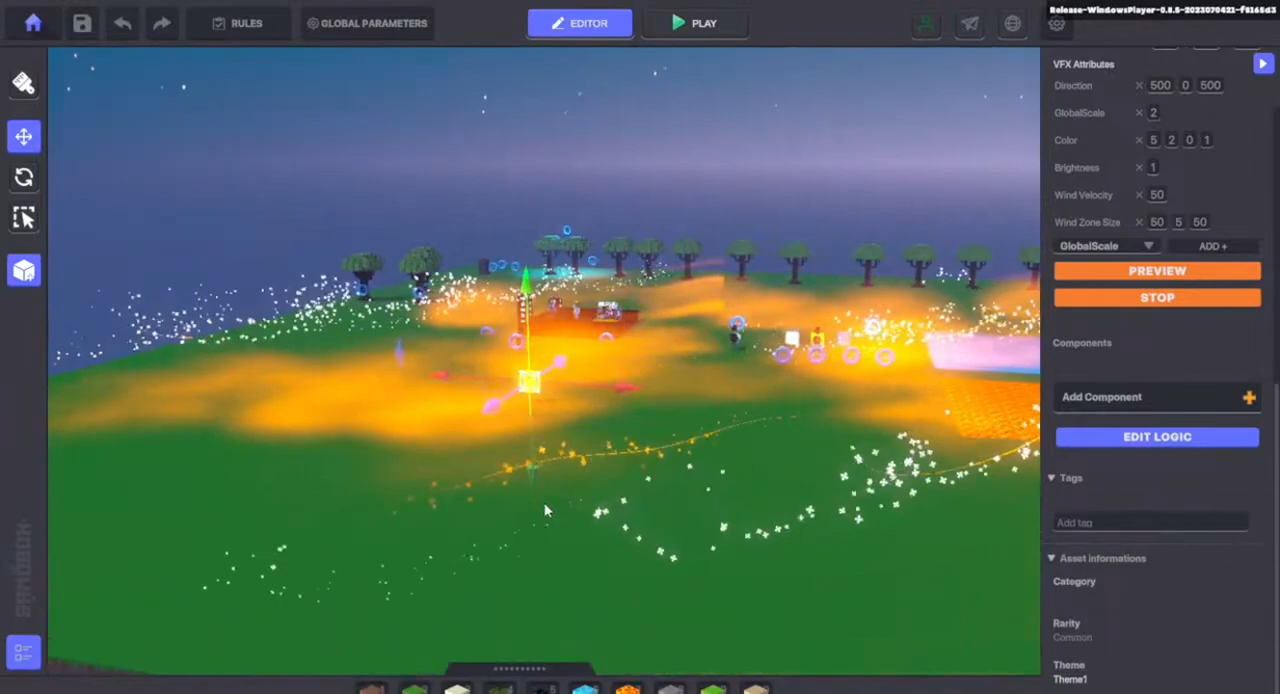 RULES
GLOBAL PARAMETERS
EDITOR
PLAY
Release-WindowsPlayer-0.8.5-2023070421-f8165d3
VFX Attributes
Direction × 500 0 500
GlobalScale × 2
Color × 5 2 0 1
Brightness × 1
Wind Velocity × 50
Wind Zone Size × 50 5 50
GlobalScale ADD +
PREVIEW
STOP
Components
Add Component
EDIT LOGIC
Tags
Add tag
Asset informations
Category
Rarity
Common
Theme
Theme1
SANDBOX